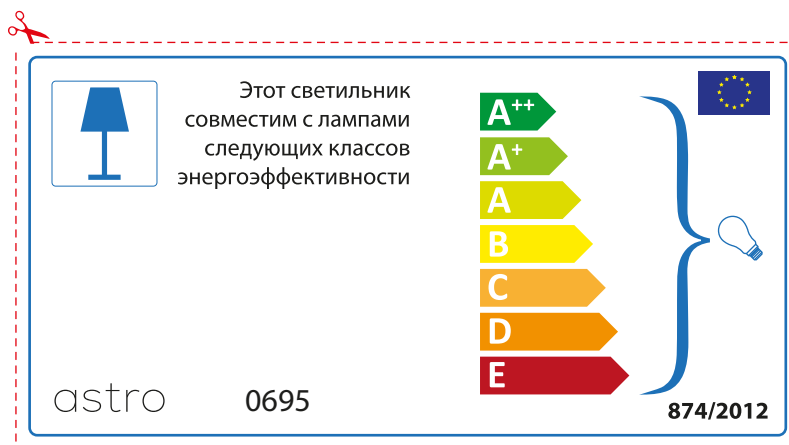 Этот светильник
совместим с лампами
следующих классов
энергоэффективности
A++
A+
A
B
C
D
E
astro
0695
874/2012